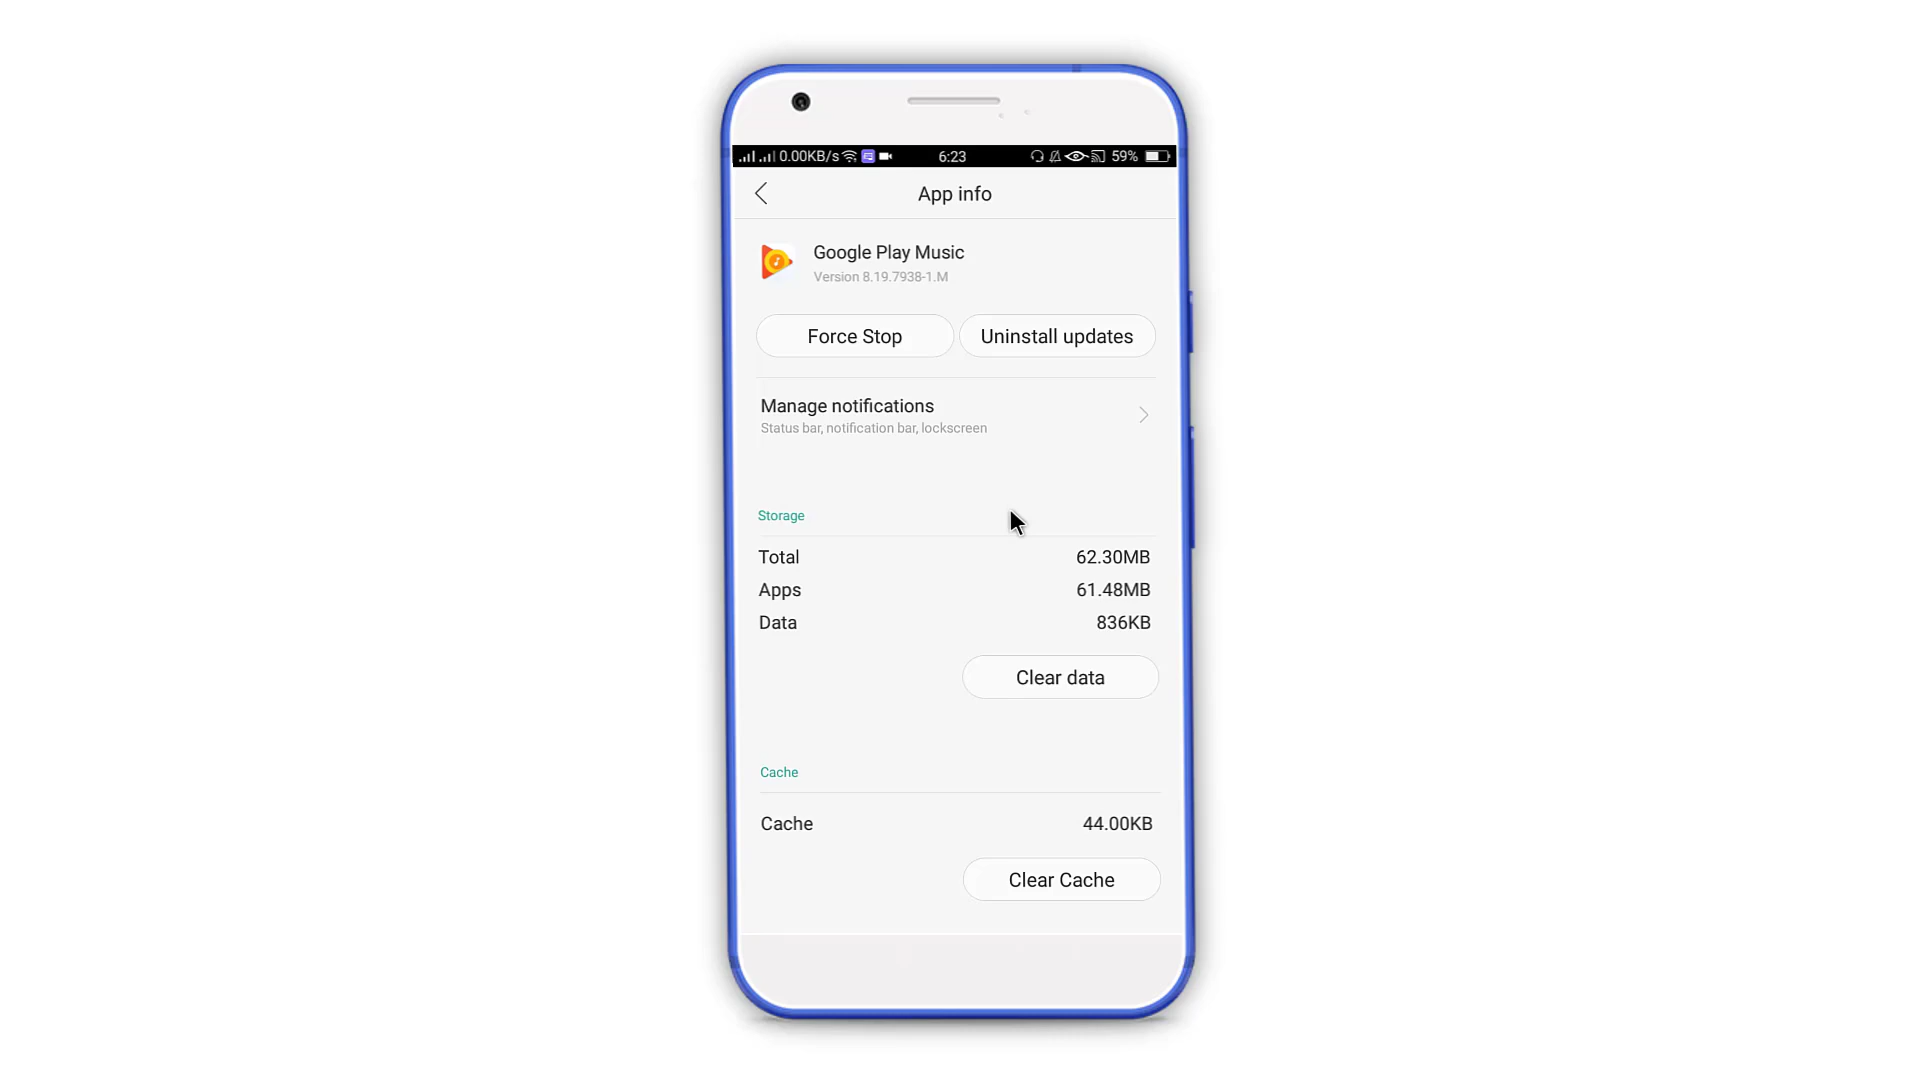 0.00KB/s 6:23 59%
App info
Google Play Music
Version 8.19.7938-1.M
Force Stop Uninstall updates
Manage notifications
Status bar, notification bar, lockscreen
Storage
Total 62.30MB
Apps 61.48MB
Data 836KB
Clear data
Cache
Cache 44.00KB
Clear Cache